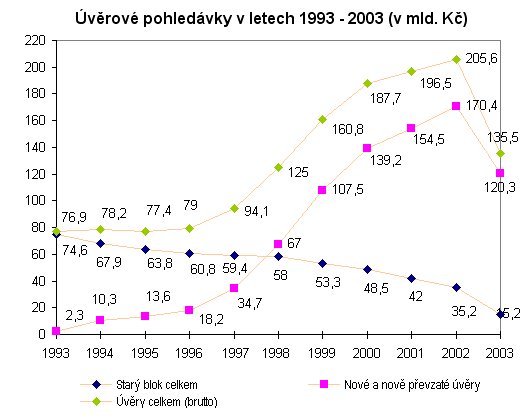 Úvěrové pohledávky v letech 1993 - 2003 (v mld. Kč)
220
200
180
160
140
120
100
80
60
40
20
0
76,9 78,2 77,4 79 94,1 125 160,8 187,7 196,5 205,6 135,5
74,6 67,9 63,8 60,8 59,4 58 53,3 48,5 42 35,2 15,2
2,3 10,3 13,6 18,2 34,7 67 107,5 139,2 154,5 170,4 120,3
1993 1994 1995 1996 1997 1998 1999 2000 2001 2002 2003
Starý blok celkem
Nové a nově převzaté úvěry
Úvěry celkem (brutto)